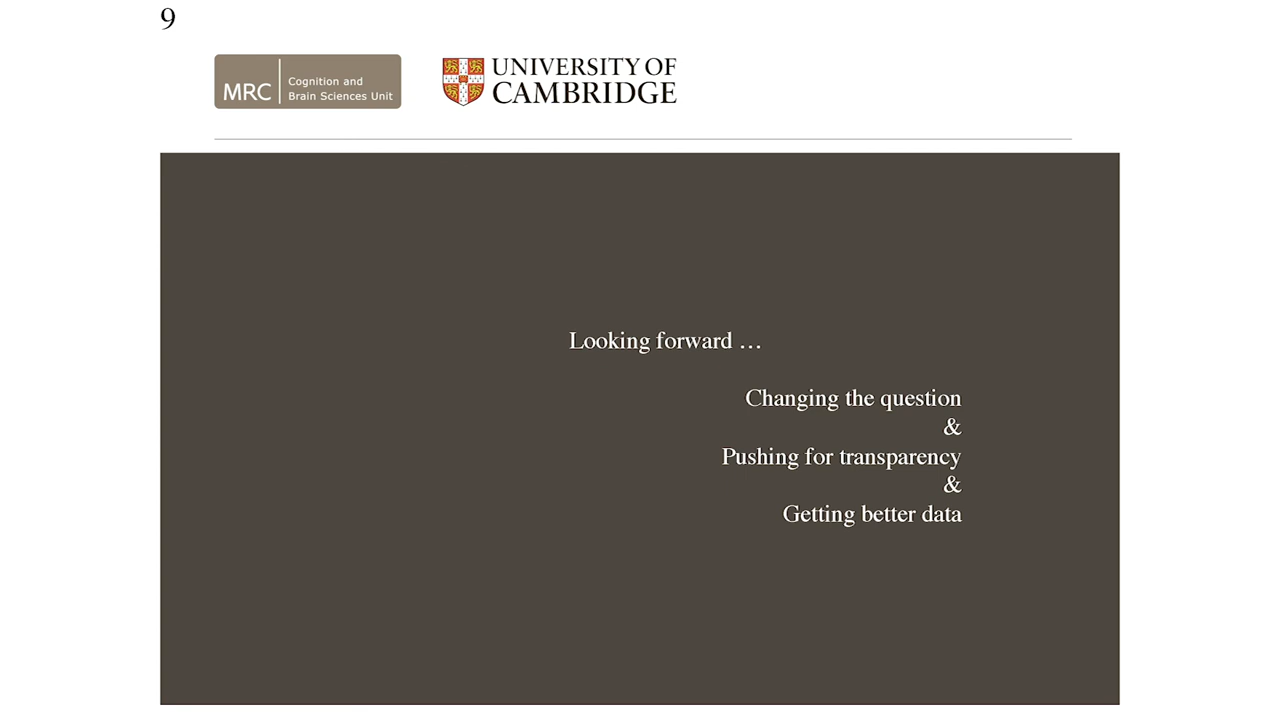 9
MRC
Cognition and
Brain Sciences Unit
UNIVERSITY OF
CAMBRIDGE
Looking forward …
Changing the question
&
Pushing for transparency
&
Getting better data